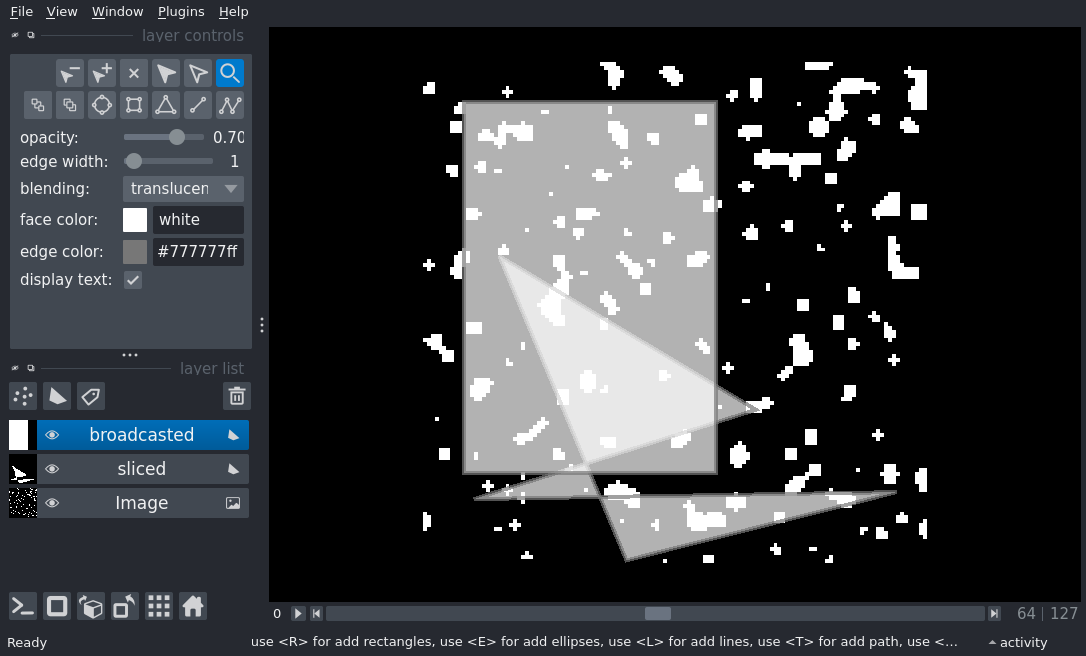 File View Window Plugins Help
layer controls
opacity: 0.70
edge width: 1
blending: translucen
face color: white
edge color: #777777ff
display text:
layer list
broadcasted
sliced
Image
0 64 127
Ready use <R> for add rectangles, use <E> for add ellipses, use <L> for add lines, use <T> for add path, use <... activity